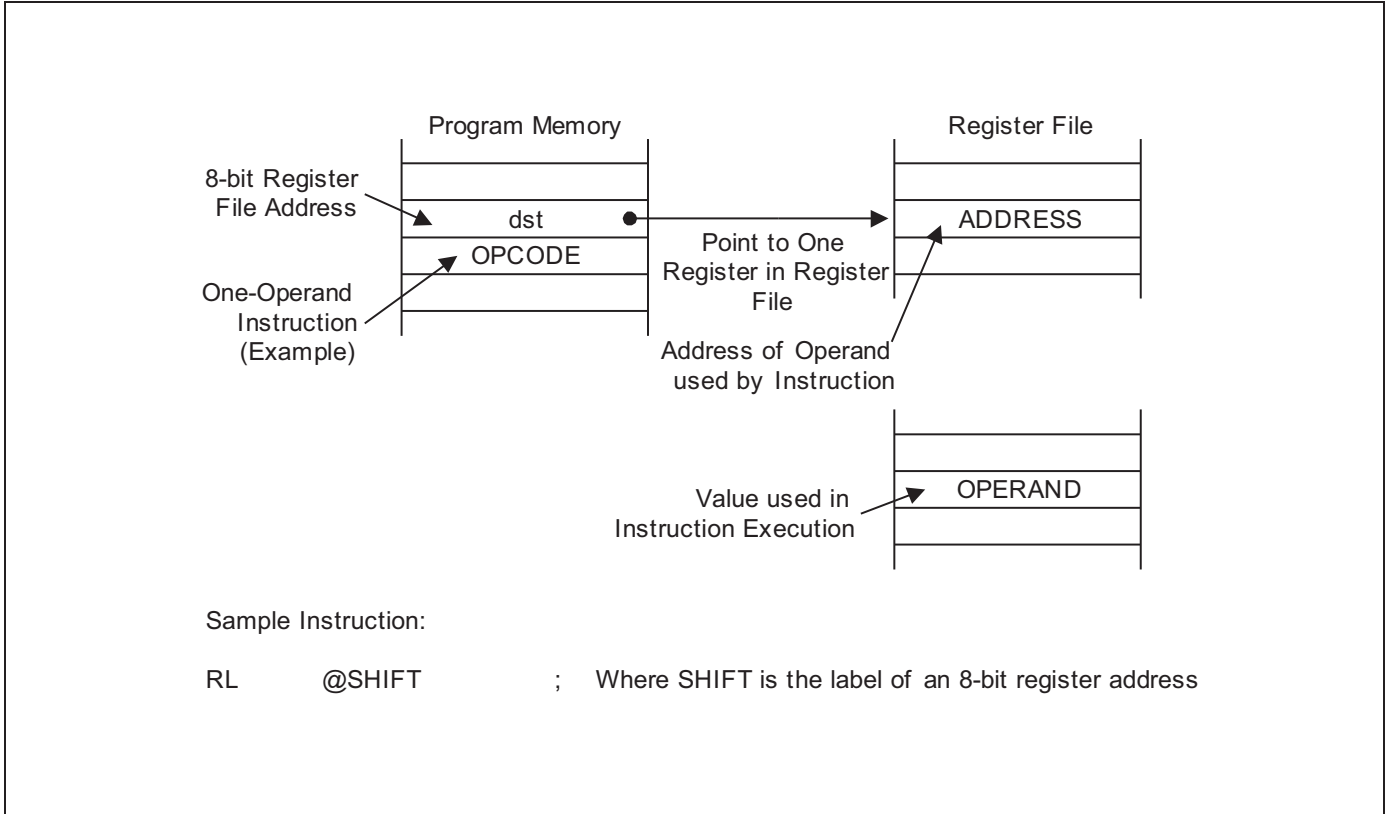 Program Memory
Register File
8-bit Register
File Address
dst
ADDRESS
OPCODE
Point to One
Register in Register
File
One-Operand
Instruction
(Example)
Address of Operand
used by Instruction
OPERAND
Value used in
Instruction Execution
Sample Instruction:
RL @SHIFT ; Where SHIFT is the label of an 8-bit register address